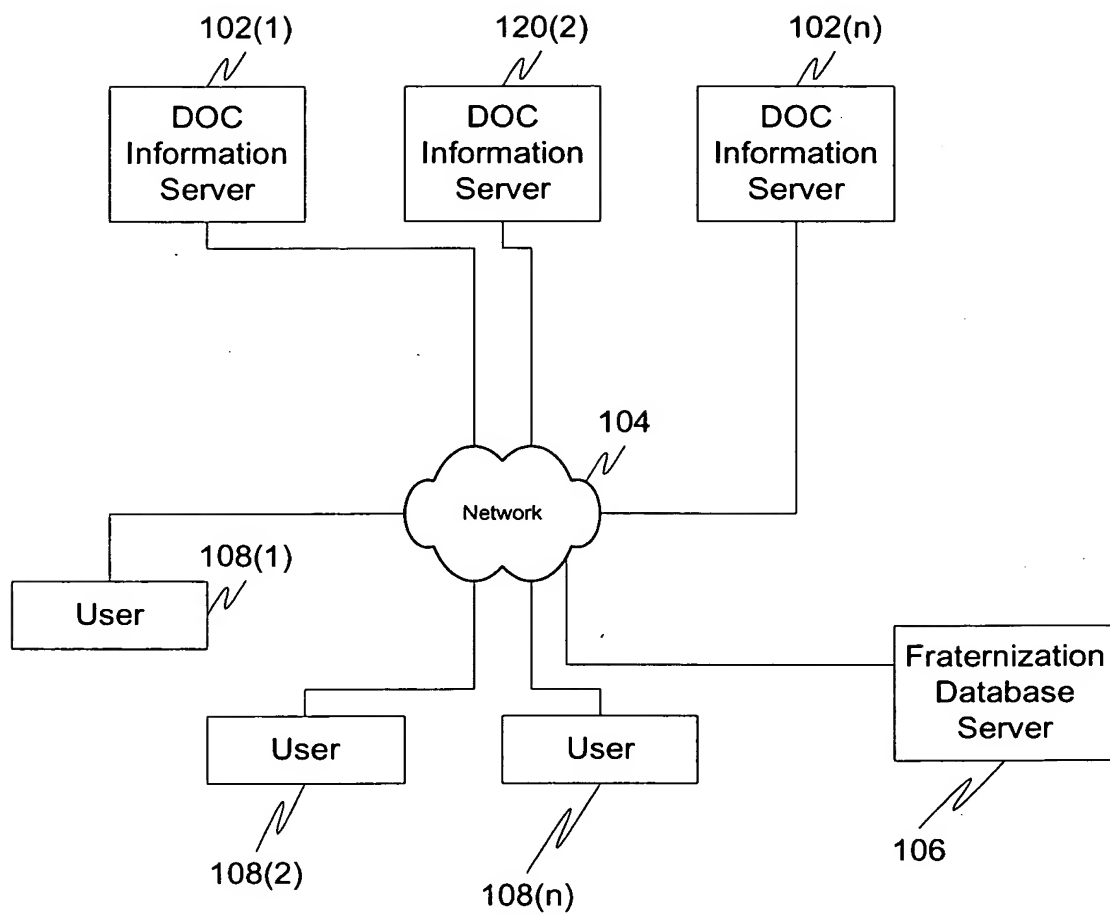 102(1)
120(2)
102(n)
DOC
Information
Server
DOC
Information
Server
DOC
Information
Server
104
Network
108(1)
User
Fraternization
Database
Server
User
User
106
108(2)
108(n)